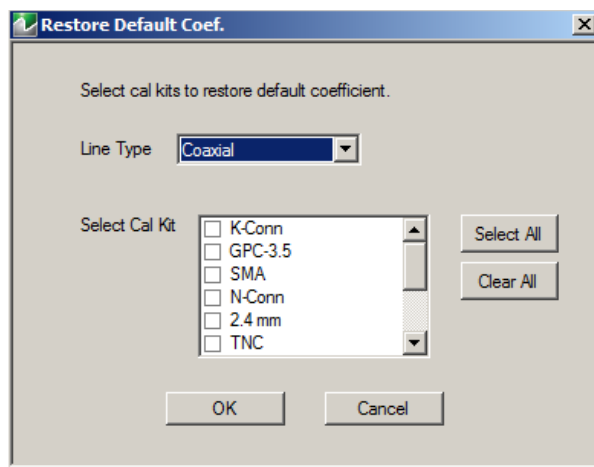 Restore Default Coef.
Select cal kits to restore default coefficient.
Line Type
Coaxial
Select Cal Kit
K-Conn
GPC-3.5
SMA
N-Conn
2.4 mm
TNC
Select All
Clear All
OK
Cancel